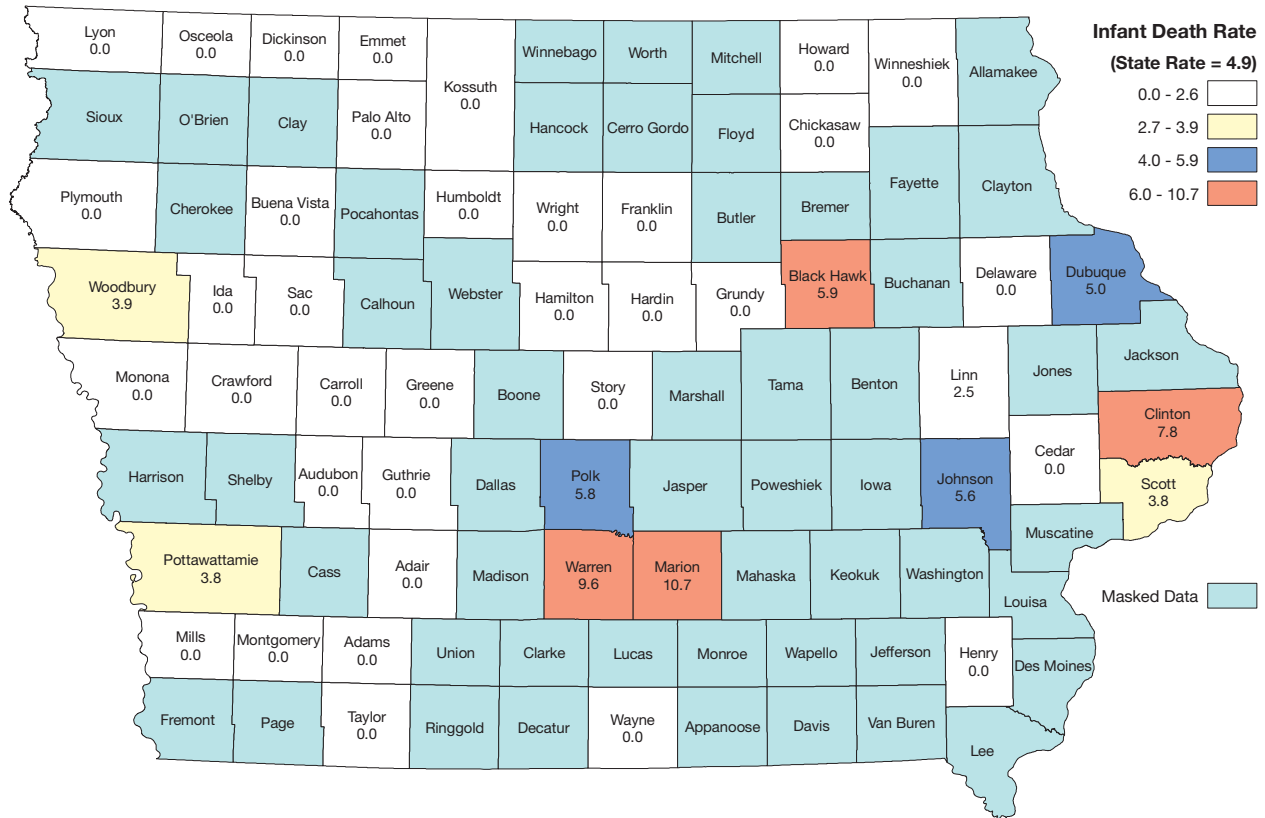 Infant Death Rate
(State Rate = 4.9)
0.0 - 2.6
2.7 - 3.9
4.0 - 5.9
6.0 - 10.7
Masked Data
Lyon
0.0
Osceola
0.0
Dickinson
0.0
Emmet
0.0
Kossuth
0.0
Winnebago
Worth
Mitchell
Howard
0.0
Winneshiek
0.0
Allamakee
Sioux
O'Brien
Clay
Palo Alto
0.0
Hancock
Cerro Gordo
Floyd
Chickasaw
0.0
Fayette
Clayton
Plymouth
0.0
Cherokee
Buena Vista
0.0
Pocahontas
Humboldt
0.0
Wright
0.0
Franklin
0.0
Butler
Bremer
Woodbury
3.9
Ida
0.0
Sac
0.0
Calhoun
Webster
Hamilton
0.0
Hardin
0.0
Grundy
0.0
Black Hawk
5.9
Buchanan
Delaware
0.0
Dubuque
5.0
Monona
0.0
Crawford
0.0
Carroll
0.0
Greene
0.0
Boone
Story
0.0
Marshall
Tama
Benton
Linn
2.5
Jones
Jackson
Clinton
7.8
Harrison
Shelby
Audubon
0.0
Guthrie
0.0
Dallas
Polk
5.8
Jasper
Poweshiek
Iowa
Johnson
5.6
Cedar
0.0
Scott
3.8
Muscatine
Pottawattamie
3.8
Cass
Adair
0.0
Madison
Warren
9.6
Marion
10.7
Mahaska
Keokuk
Washington
Louisa
Mills
0.0
Montgomery
0.0
Adams
0.0
Union
Clarke
Lucas
Monroe
Wapello
Jefferson
Henry
0.0
Des Moines
Fremont
Page
Taylor
0.0
Ringgold
Decatur
Wayne
0.0
Appanoose
Davis
Van Buren
Lee